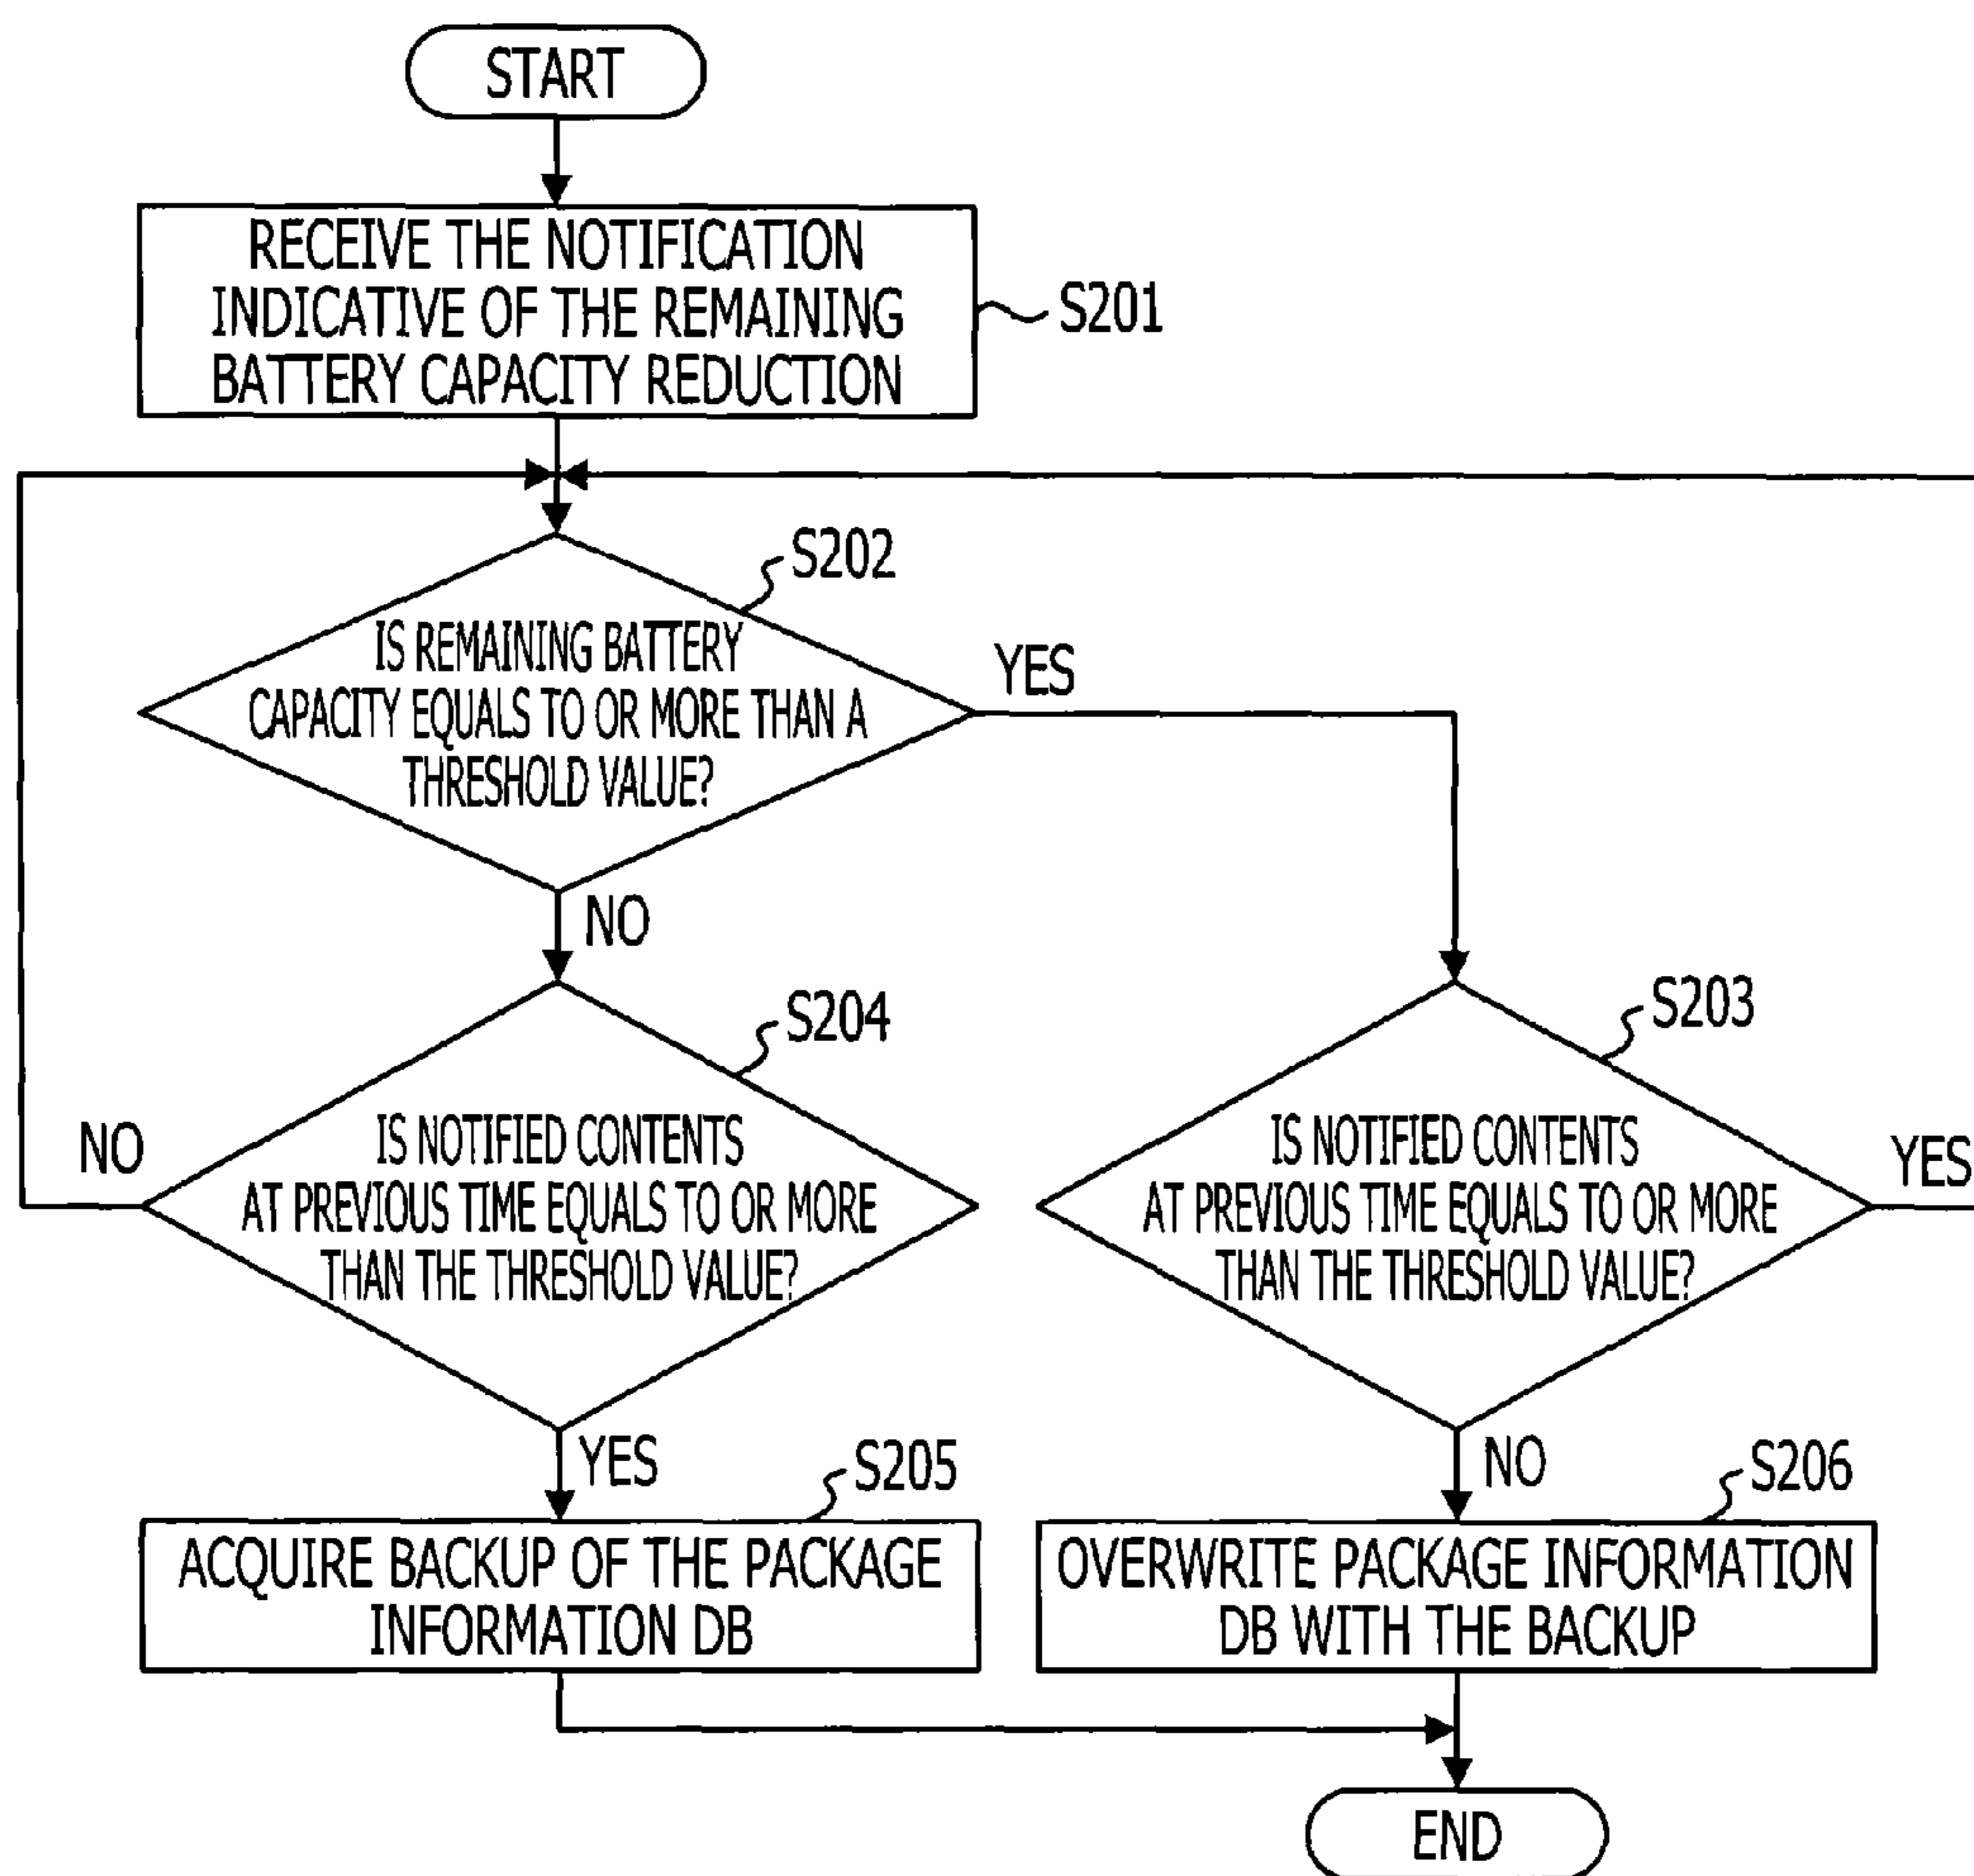 START
RECEIVE THE NOTIFICATION
INDICATIVE OF THE REMAINING
BATTERY CAPACITY REDUCTION
S201
S202
IS REMAINING BATTERY
CAPACITY EQUALS TO OR MORE THAN A
THRESHOLD VALUE?
YES
NO
S204
IS NOTIFIED CONTENTS
AT PREVIOUS TIME EQUALS TO OR MORE
THAN THE THRESHOLD VALUE?
NO
YES
S203
IS NOTIFIED CONTENTS
AT PREVIOUS TIME EQUALS TO OR MORE
THAN THE THRESHOLD VALUE?
YES
NO
S205
ACQUIRE BACKUP OF THE PACKAGE
INFORMATION DB
S206
OVERWRITE PACKAGE INFORMATION
DB WITH THE BACKUP
END